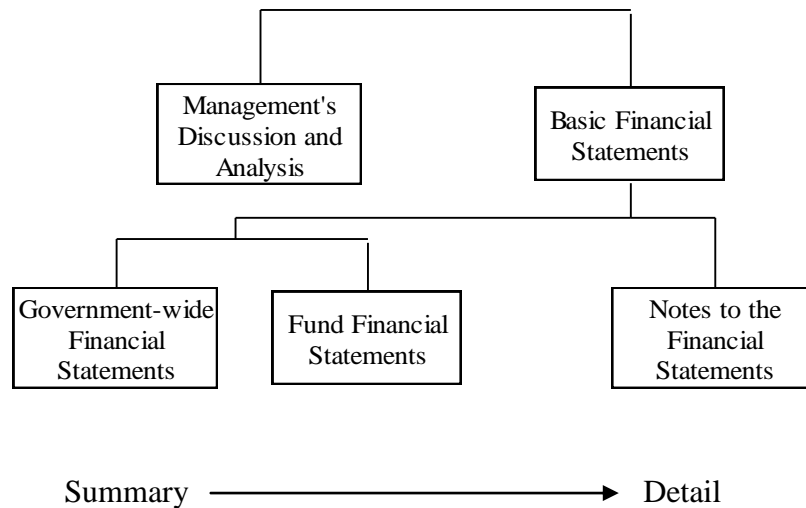 Management's
Discussion and
Analysis
Basic Financial
Statements
Government-wide
Financial
Statements
Fund Financial
Statements
Notes to the
Financial
Statements
Summary
Detail